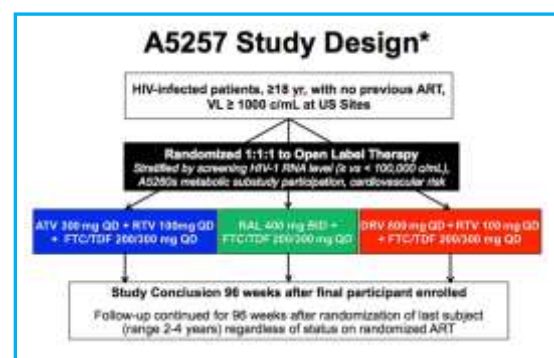 A5257 Study Design*
HIV-infected patients, ≥18 yr, with no previous ART,
VL ≥ 1000 c/mL at US Sites
Randomized 1:1:1 to Open Label Therapy
Stratified by screening HIV-1 RNA level (≥ vs < 100,000 c/mL),
A5260s metabolic substudy participation, cardiovascular risk
ATV 300 mg QD + RTV 100mg QD
+ FTC/TDF 200/300 mg QD
RAL 400 mg BID +
FTC/TDF 200/300 mg QD
DRV 800 mg QD + RTV 100 mg QD
+ FTC/TDF 200/300 mg QD
Study Conclusion 96 weeks after final participant enrolled
Follow-up continued for 96 weeks after randomization of last subject
(range 2-4 years) regardless of status on randomized ART